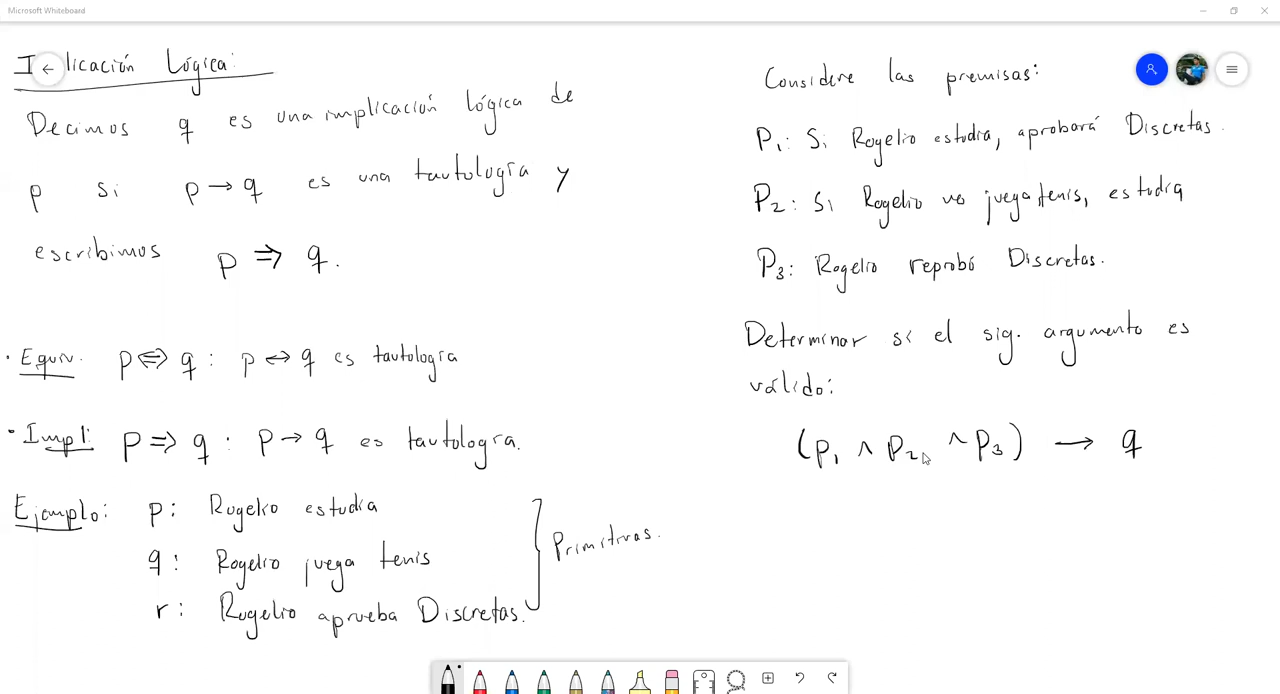 Microsoft Whiteboard
Implicación Lógica:
Decimos q es una implicación lógica de
p si p → q es una tautología y
escribimos p ⇒ q.
· Equiv. p ⇔ q : p ↔ q es tautología
· Impl: p ⇒ q : p → q es tautología.
Ejemplo: p: Rogelio estudia
q: Rogelio juega tenis
r: Rogelio aprueba Discretas.
Primitivas.
Considere las premisas:
P1: Si Rogelio estudia, aprobará Discretas.
P2: Si Rogelio no juega tenis, estudia
P3: Rogelio reprobó Discretas.
Determinar si el sig. argumento es
válido:
(p1 ∧ p2 ∧ p3) → q